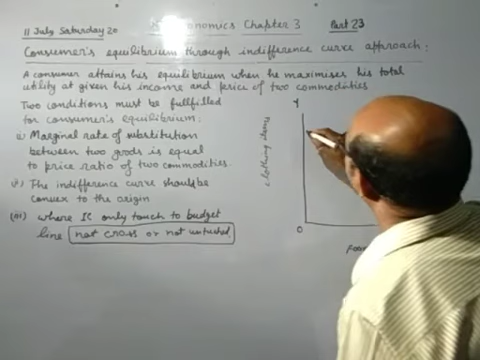 11 July Saturday 20
Economics Chapter 3
Part 23
Consumer's equilibrium through indifference curve approach:
A consumer attains his equilibrium when he maximises his total
utility at given his income and price of two commodities
Two conditions must be fullfilled
for consumer's equilibrium.
i) Marginal rate of substitution
between two goods is equal
to price ratio of two commodities.
ii) The indifference curve should be
convex to the origin
(or) where IC only touch to budget
line not cross or not
Y
clothing items
O